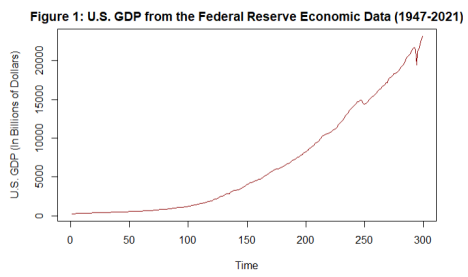 Figure 1: U.S. GDP from the Federal Reserve Economic Data (1947-2021)
U.S. GDP (In Billions of Dollars)
20000
15000
10000
5000
0
0 50 100 150 200 250 300
Time